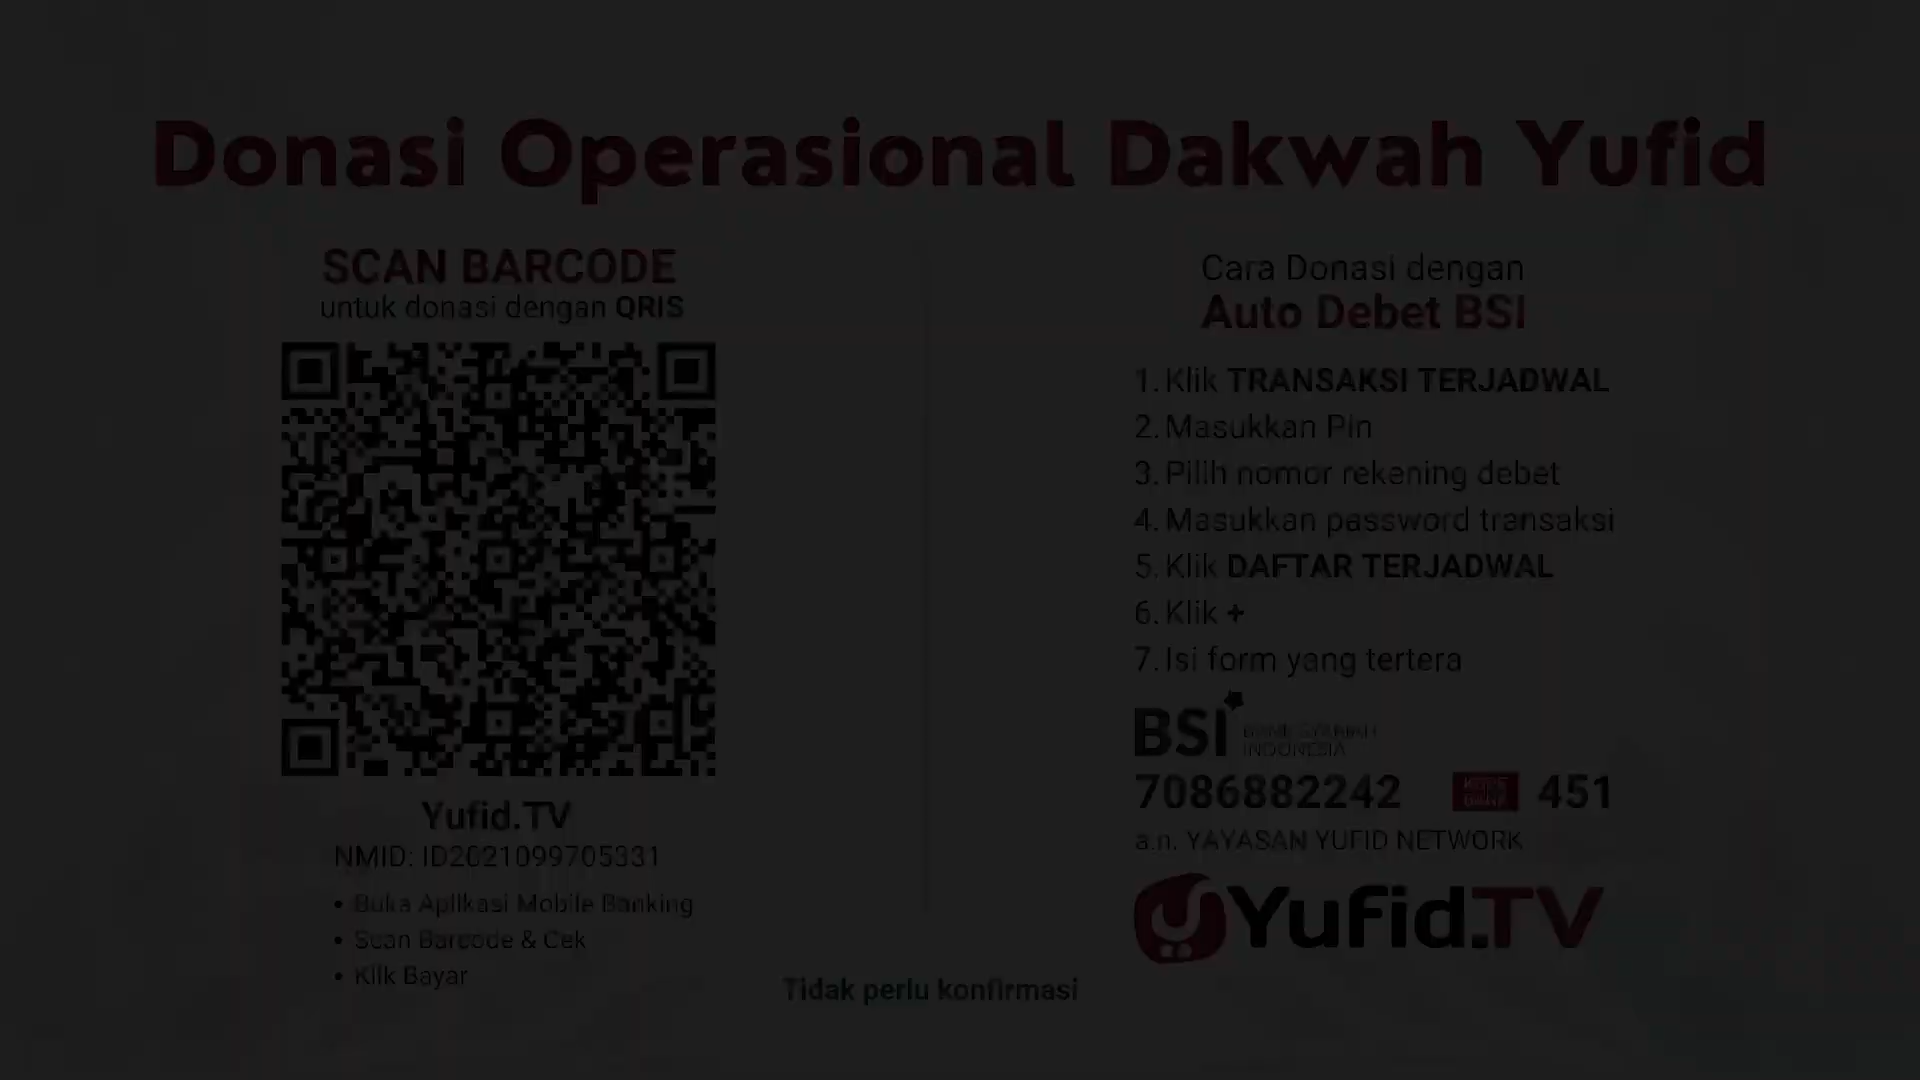 Donasi Operasional Dakwah Yufid
SCAN BARCODE
untuk donasi dengan QRIS
Yufid.TV
NMID: ID2021099705331
• Buka Aplikasi Mobile Banking
• Scan Barcode & Cek
• Klik Bayar
Cara Donasi dengan
Auto Debet BSI
1. Klik TRANSAKSI TERJADWAL
2. Masukkan Pin
3. Pilih nomor rekening debet
4. Masukkan password transaksi
5. Klik DAFTAR TERJADWAL
6. Klik +
7. Isi form yang tertera
BSI BANK SYARIAH
INDONESIA
7086882242 KODE BANK 451
a.n. YAYASAN YUFID NETWORK
Yufid.TV
Tidak perlu konfirmasi